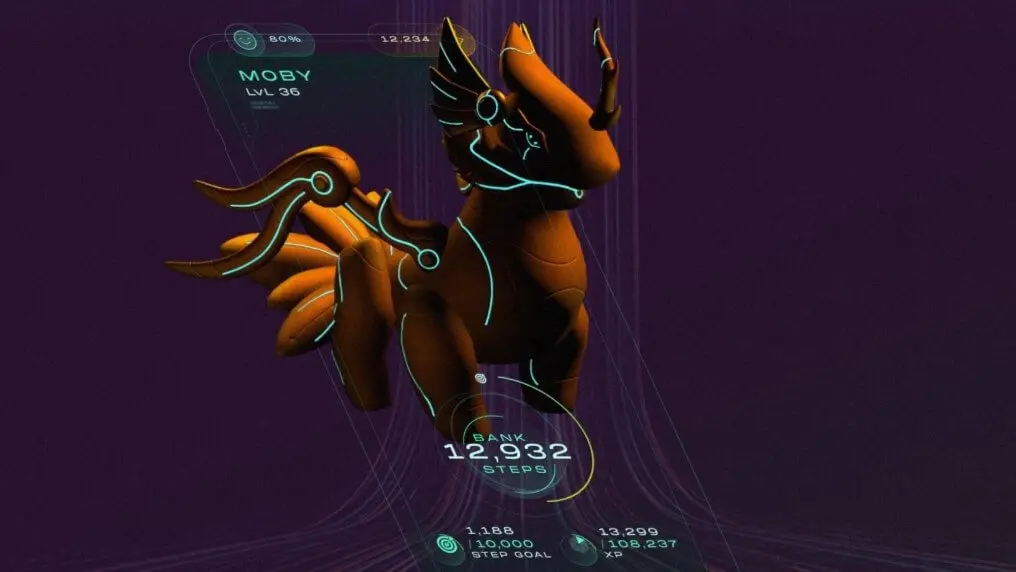 80%
12,234
MOBY
LvL 36
BANK
12,932
STEPS
1,188
/10,000
STEP GOAL
13,299
/108,237
XP